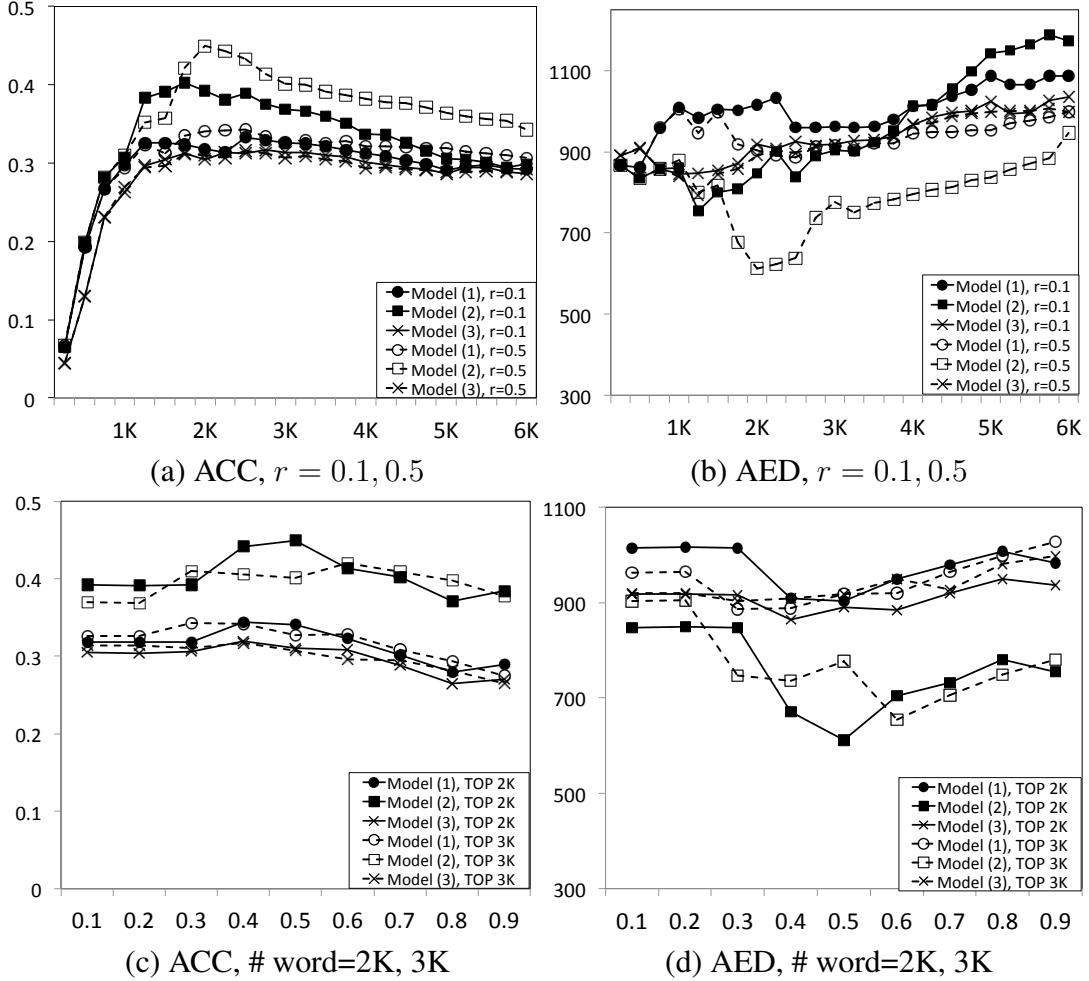 0.5
0.4
0.3
0.2
0.1
0
Model (1), r=0.1
Model (2), r=0.1
Model (3), r=0.1
Model (1), r=0.5
Model (2), r=0.5
Model (3), r=0.5
1K 2K 3K 4K 5K 6K
(a) ACC, r = 0.1, 0.5
1100
900
700
500
300
Model (1), r=0.1
Model (2), r=0.1
Model (3), r=0.1
Model (1), r=0.5
Model (2), r=0.5
Model (3), r=0.5
1K 2K 3K 4K 5K 6K
(b) AED, r = 0.1, 0.5
0.5
0.4
0.3
0.2
0.1
0
Model (1), TOP 2K
Model (2), TOP 2K
Model (3), TOP 2K
Model (1), TOP 3K
Model (2), TOP 3K
Model (3), TOP 3K
0.1 0.2 0.3 0.4 0.5 0.6 0.7 0.8 0.9
(c) ACC, # word=2K, 3K
1100
900
700
500
300
Model (1), TOP 2K
Model (2), TOP 2K
Model (3), TOP 2K
Model (1), TOP 3K
Model (2), TOP 3K
Model (3), TOP 3K
0.1 0.2 0.3 0.4 0.5 0.6 0.7 0.8 0.9
(d) AED, # word=2K, 3K